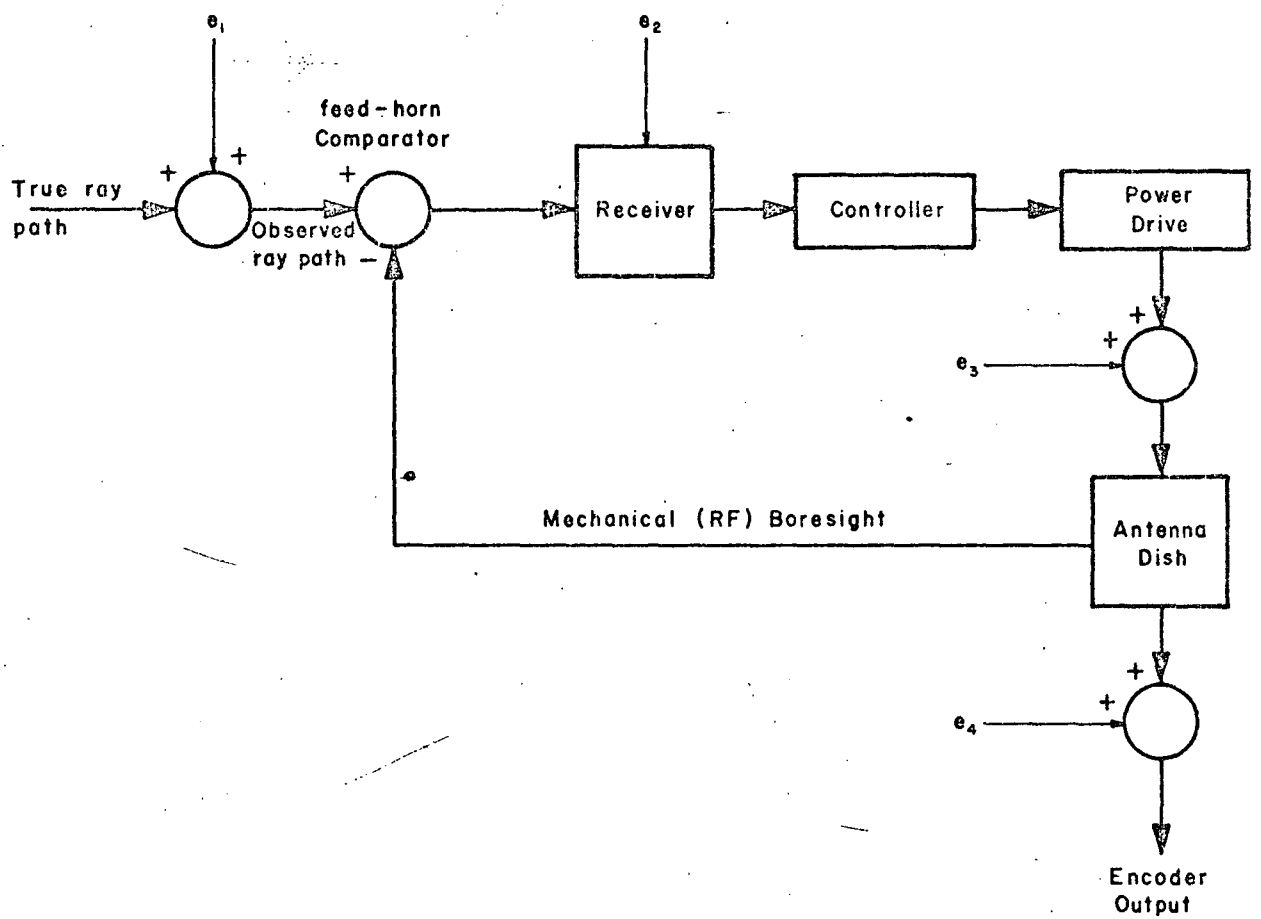 e₁
e₂
feed-horn
Comparator
+
+
+
True ray
path
Observed
ray path −
Receiver
Controller
Power
Drive
+
+
e₃
Mechanical (RF) Boresight
Antenna
Dish
+
+
e₄
Encoder
Output